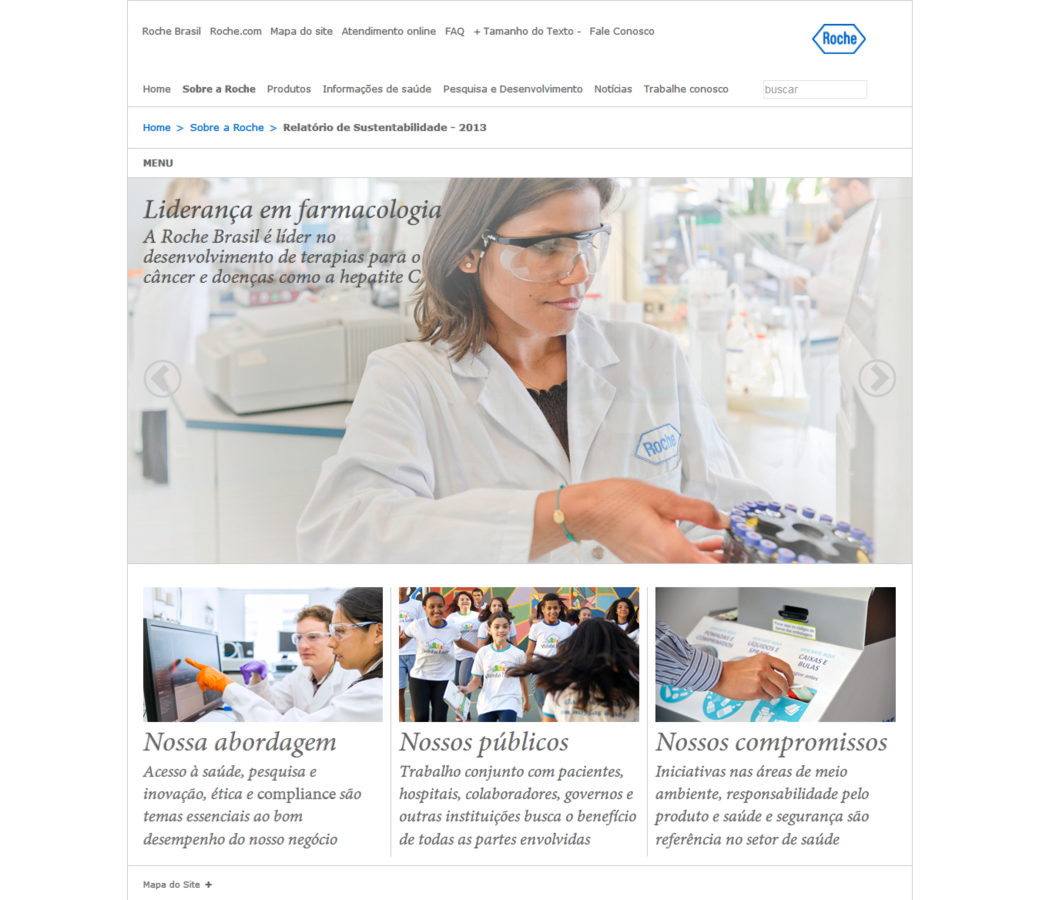 Roche Brasil Roche.com Mapa do site Atendimento online FAQ + Tamanho do Texto - Fale Conosco
Roche
Home Sobre a Roche Produtos Informações de saúde Pesquisa e Desenvolvimento Notícias Trabalhe conosco
buscar
Home > Sobre a Roche > Relatório de Sustentabilidade - 2013
MENU
Liderança em farmacologia
A Roche Brasil é líder no
desenvolvimento de terapias para o
câncer e doenças como a hepatite C
Roche
CAIXAS E
BULAS
Nossa abordagem
Acesso à saúde, pesquisa e
inovação, ética e compliance são
temas essenciais ao bom
desempenho do nosso negócio
Nossos públicos
Trabalho conjunto com pacientes,
hospitais, colaboradores, governos e
outras instituições busca o benefício
de todas as partes envolvidas
Nossos compromissos
Iniciativas nas áreas de meio
ambiente, responsabilidade pelo
produto e saúde e segurança são
referência no setor de saúde
Mapa do Site +